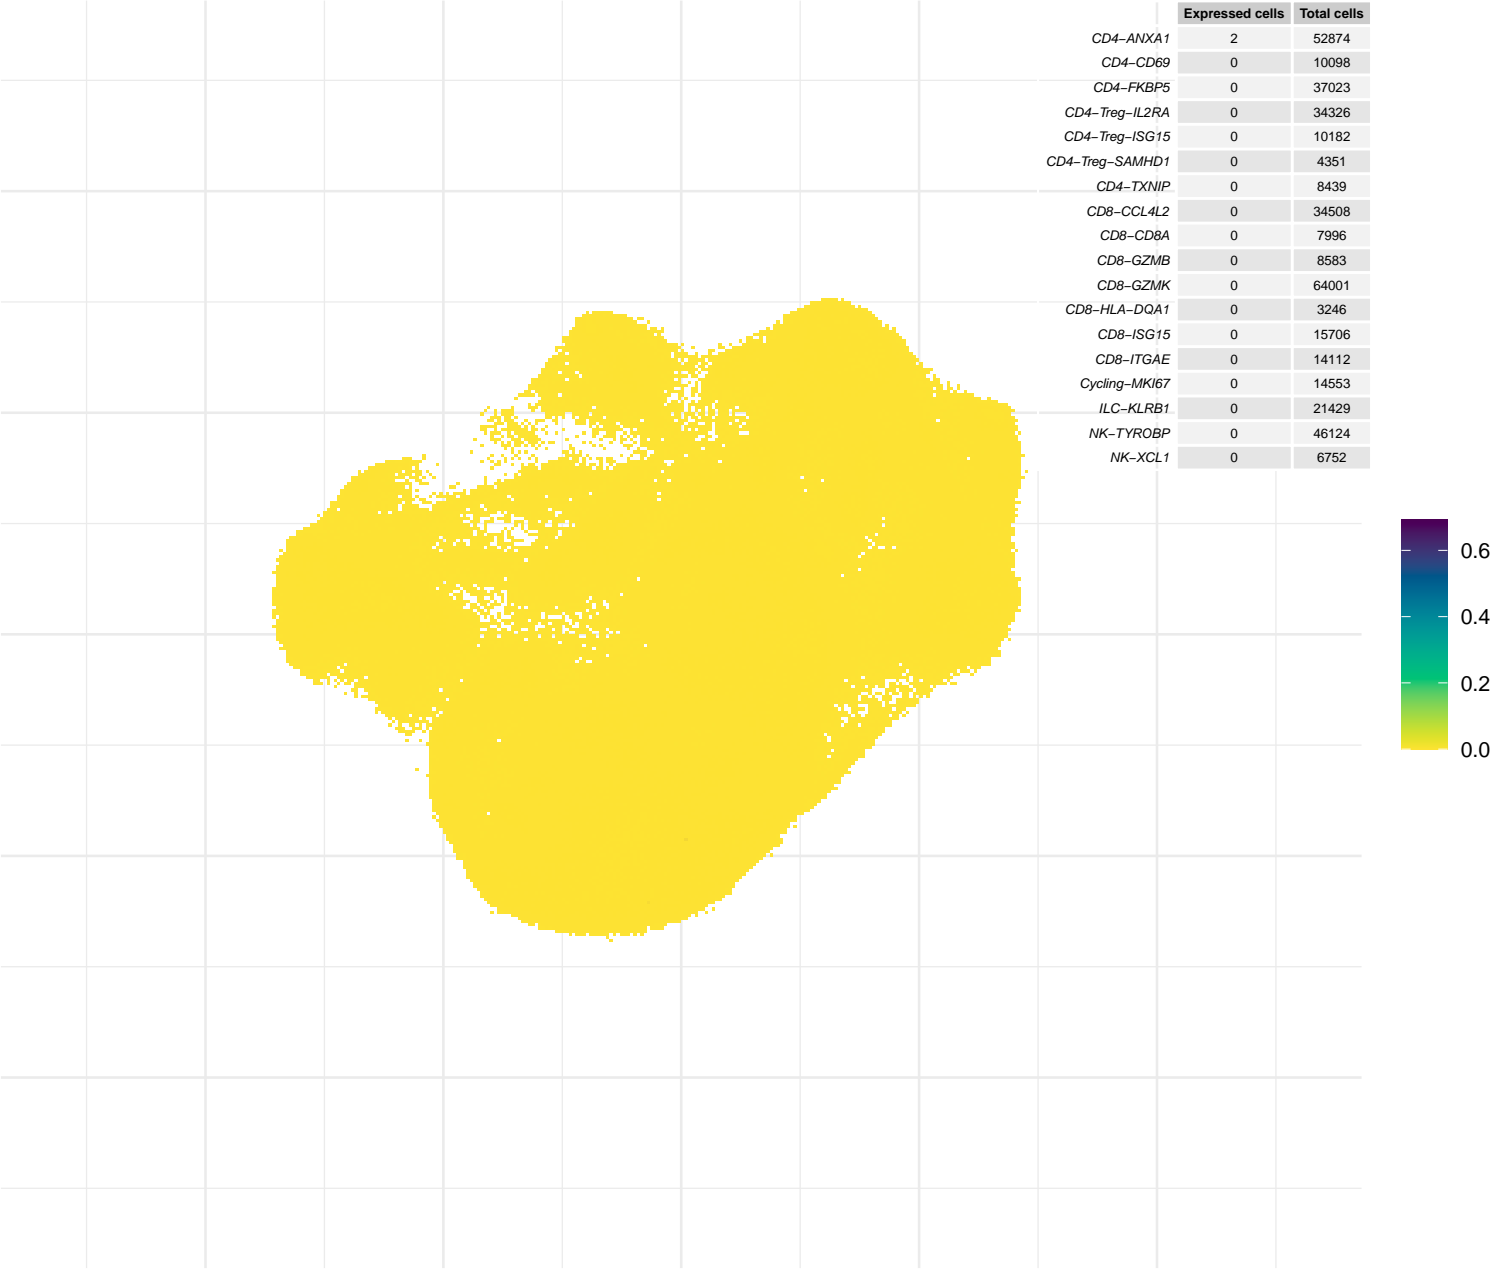 Expressed cells Total cells
CD4−ANXA1 2 52874
CD4−CD69 0 10098
CD4−FKBP5 0 37023
CD4−Treg−IL2RA 0 34326
CD4−Treg−ISG15 0 10182
CD4−Treg−SAMHD1 0 4351
CD4−TXNIP 0 8439
CD8−CCL4L2 0 34508
CD8−CD8A 0 7996
CD8−GZMB 0 8583
CD8−GZMK 0 64001
CD8−HLA−DQA1 0 3246
CD8−ISG15 0 15706
CD8−ITGAE 0 14112
Cycling−MKI67 0 14553
ILC−KLRB1 0 21429
NK−TYROBP 0 46124
NK−XCL1 0 6752
0.6
0.4
0.2
0.0